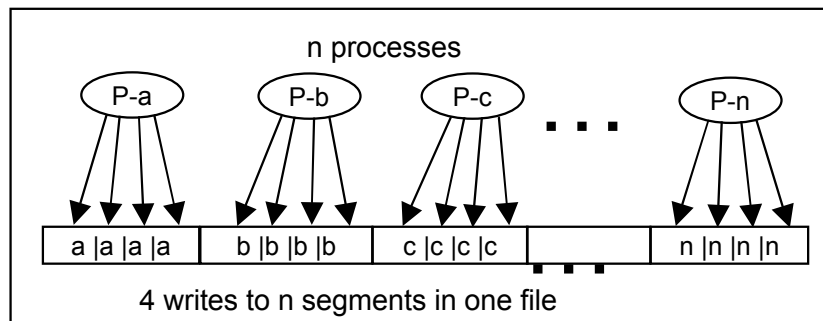 n processes
P-a P-b P-c . . . P-n
a |a |a |a b |b |b |b c |c |c |c . . . n |n |n |n
4 writes to n segments in one file